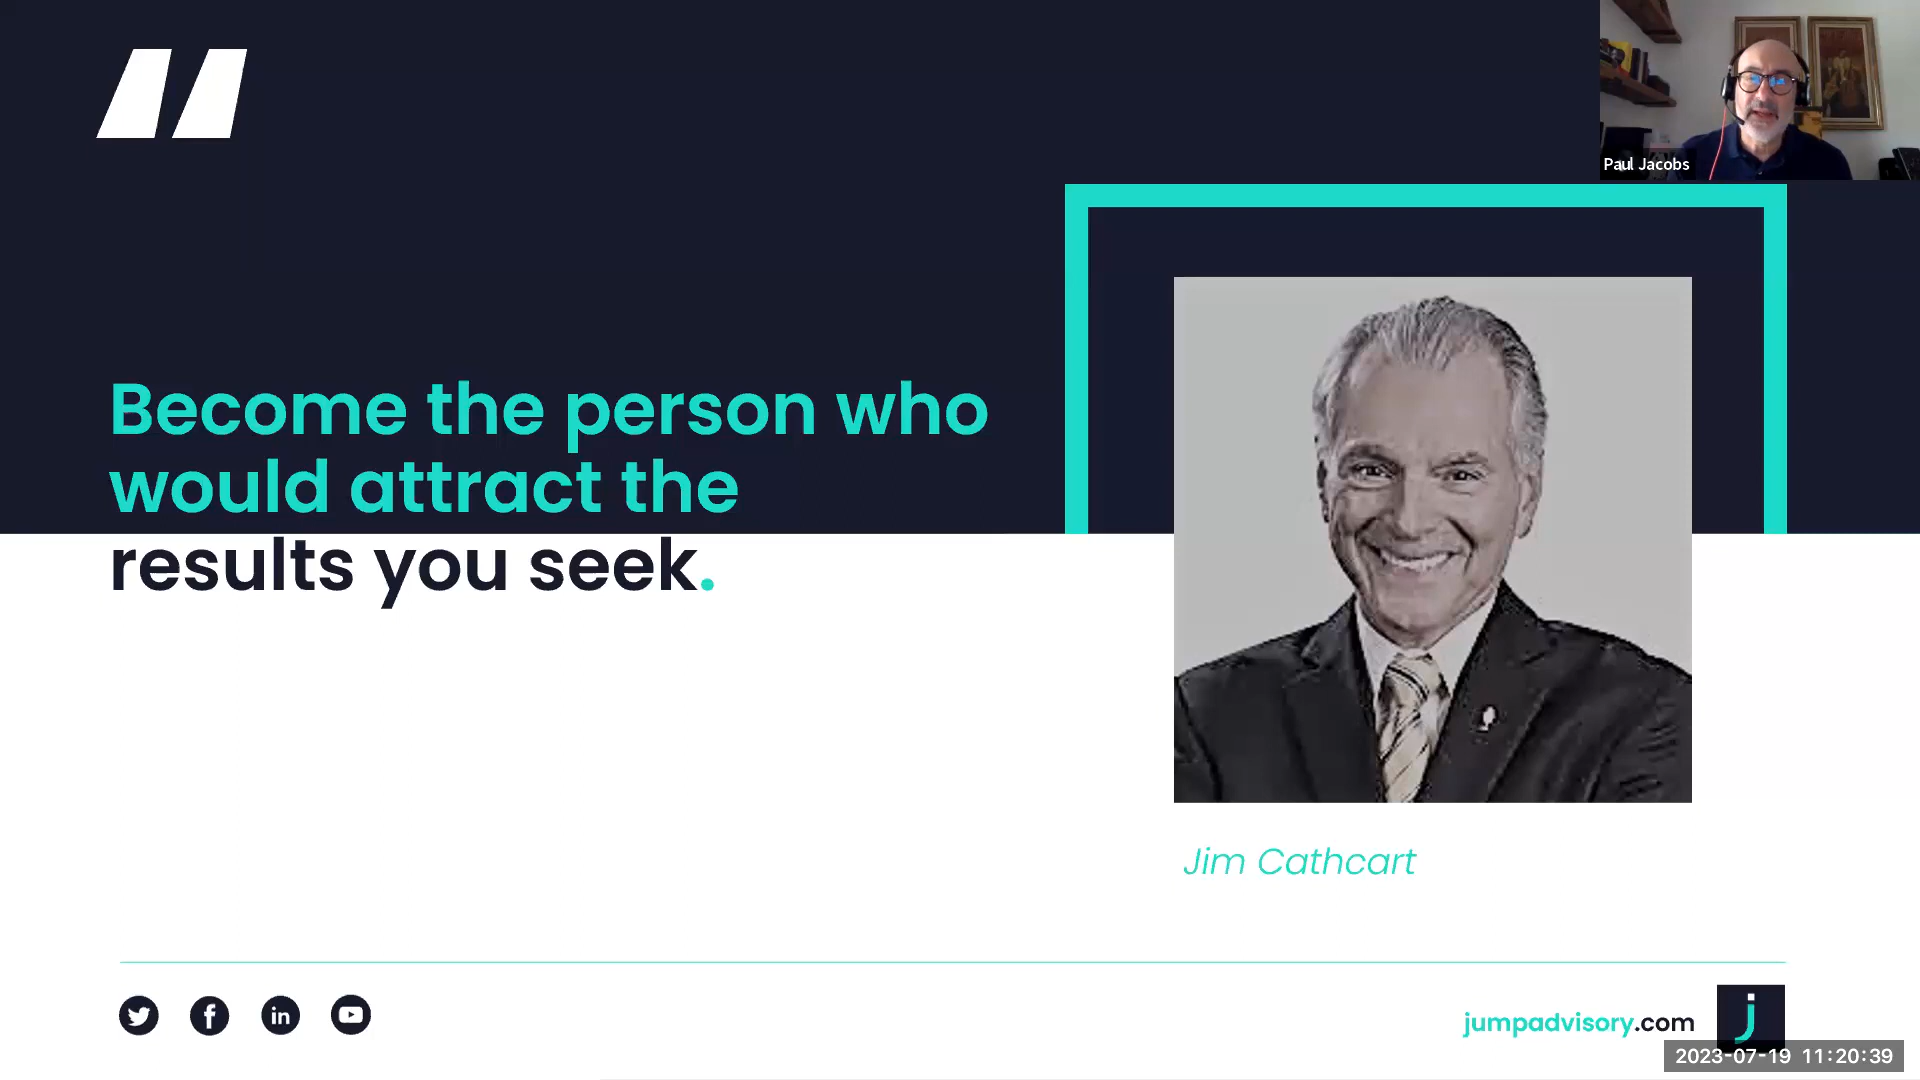 Paul Jacobs
Become the person who
would attract the
results you seek.
Jim Cathcart
jumpadvisory.com
2023-07-19 11:20:39